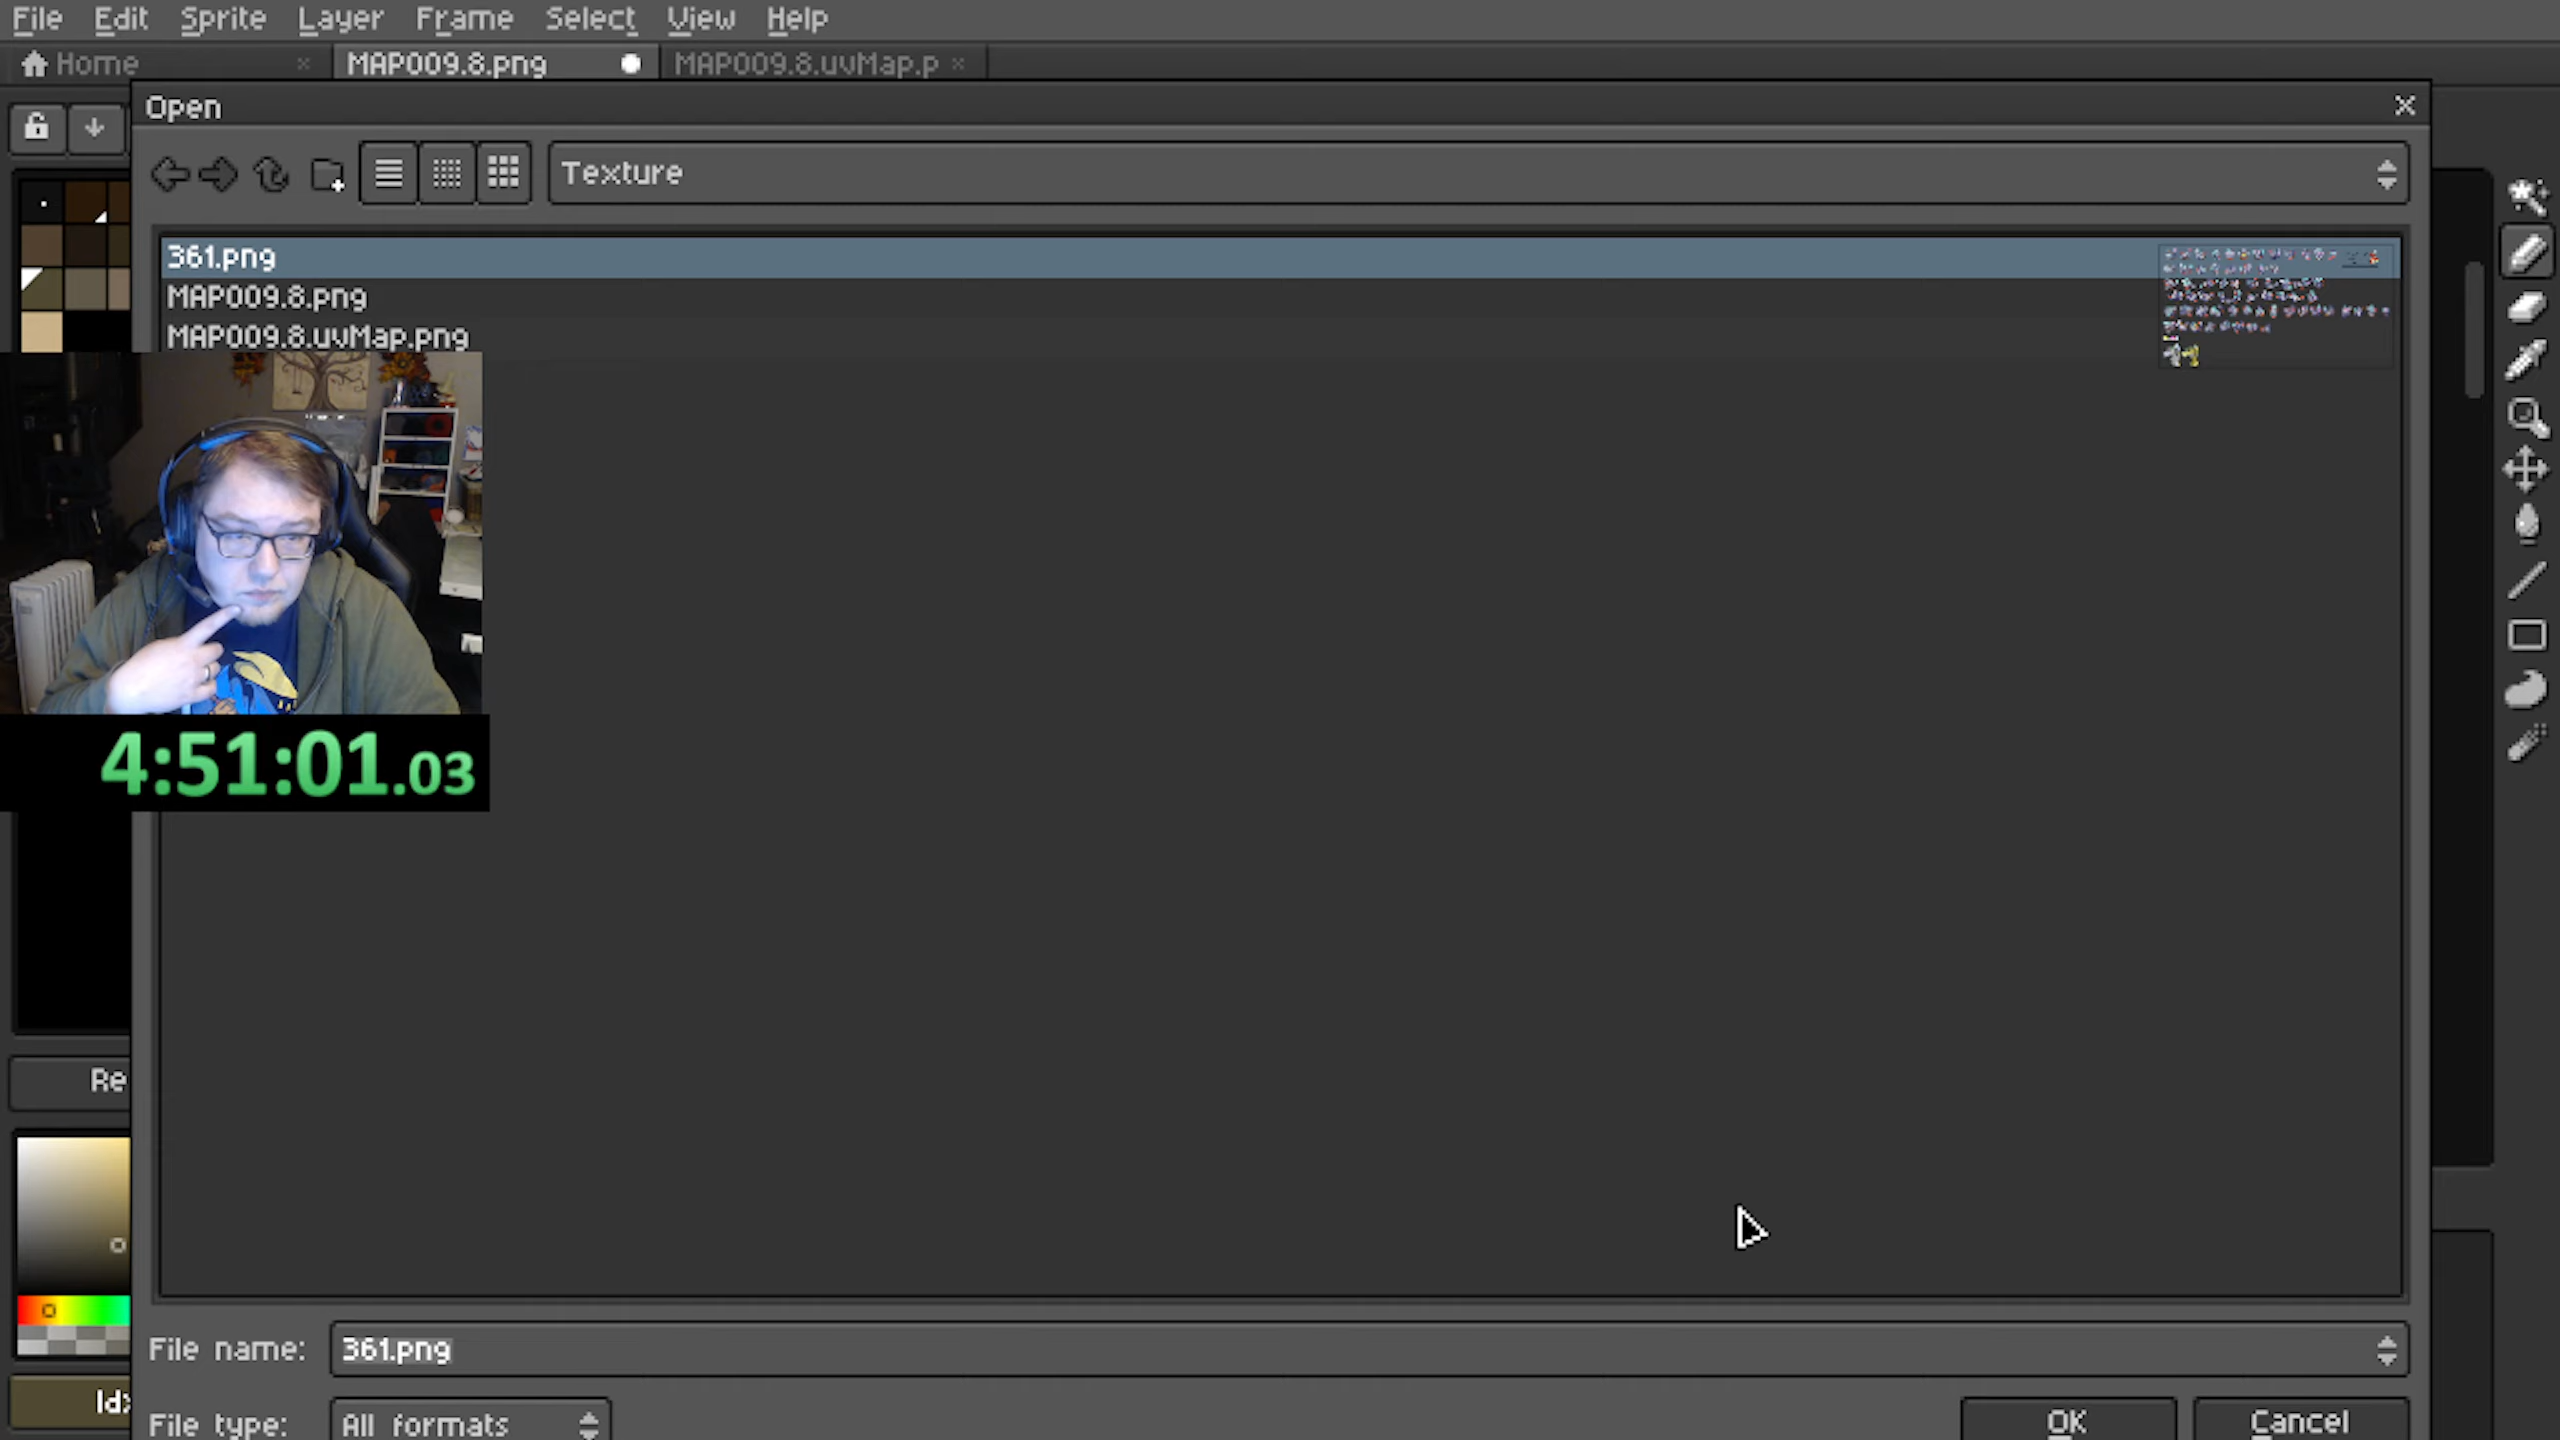 File Edit Sprite Layer Frame Select View Help
Home MAP009.8.png MAP009.8.uvMap.p
Open
Texture
361.png
MAP009.8.png
MAP009.8.uvMap.png
4:51:01.03
Re
File name: 361.png
Idx
File type: All formats OK Cancel